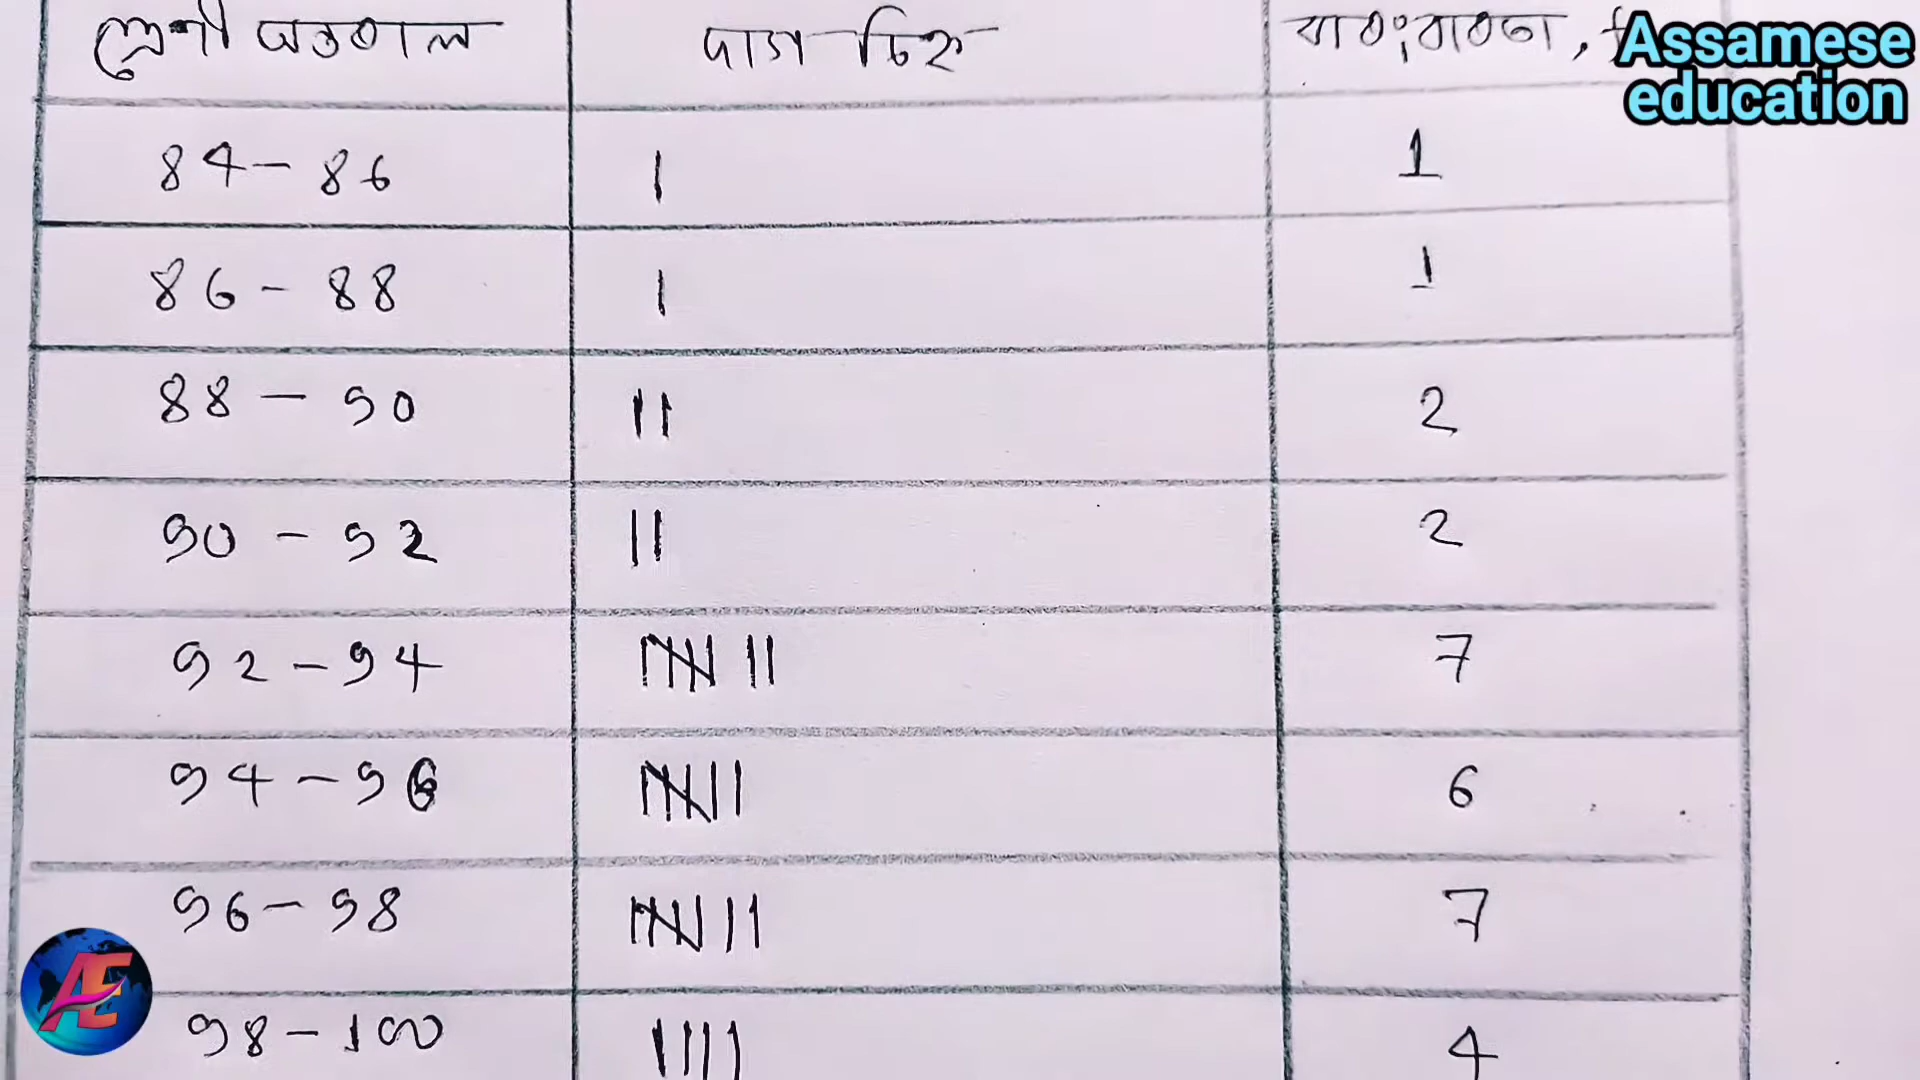 শ্ৰেণী অন্তৰাল দাগ চিহ্ন বাৰংবাৰতা, f
Assamese
education
84 - 86 | 1
86 - 88 | 1
88 - 90 || 2
90 - 92 || 2
92 - 94 |||| || 7
94 - 96 |||| | 6
96 - 98 |||| || 7
98 - 100 |||| 4
AE